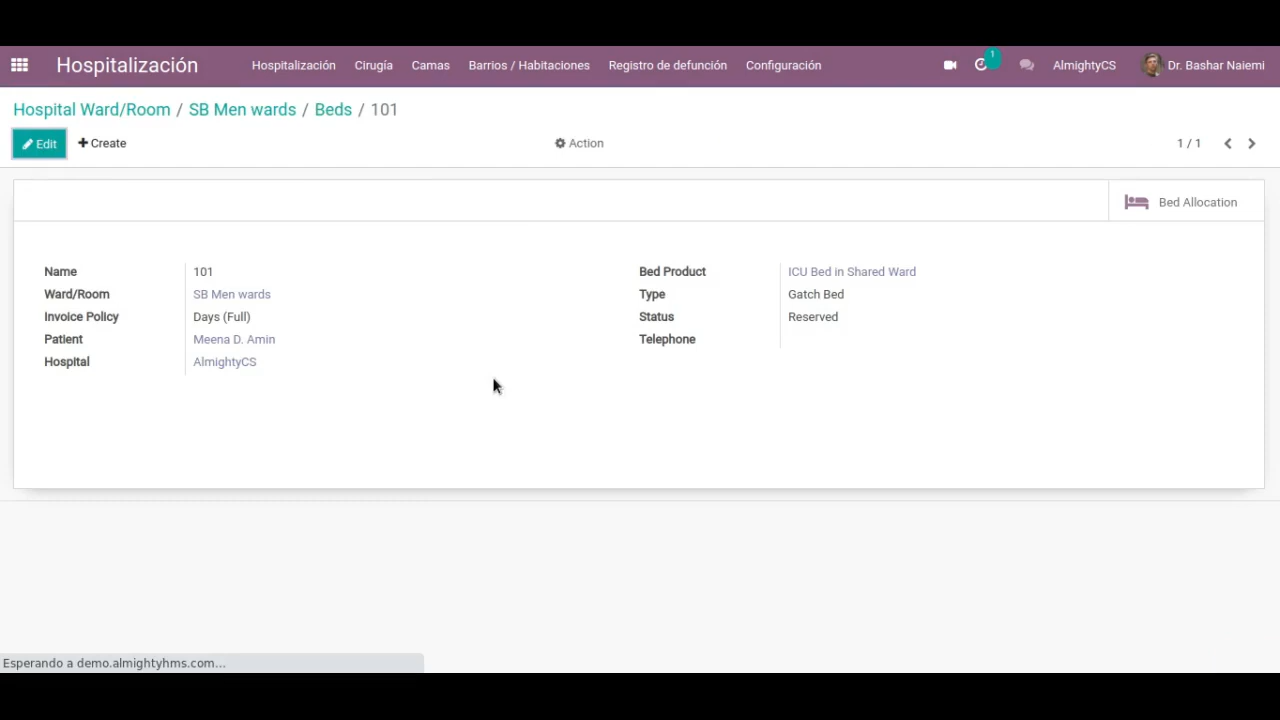 Hospitalización Hospitalización Cirugía Camas Barrios / Habitaciones Registro de defunción Configuración 1 AlmightyCS Dr. Bashar Naiemi
Hospital Ward/Room / SB Men wards / Beds / 101
Edit Create Action 1 / 1
Bed Allocation
Name 101 Bed Product ICU Bed in Shared Ward
Ward/Room SB Men wards Type Gatch Bed
Invoice Policy Days (Full) Status Reserved
Patient Meena D. Amin Telephone
Hospital AlmightyCS
Esperando a demo.almightyhms.com...